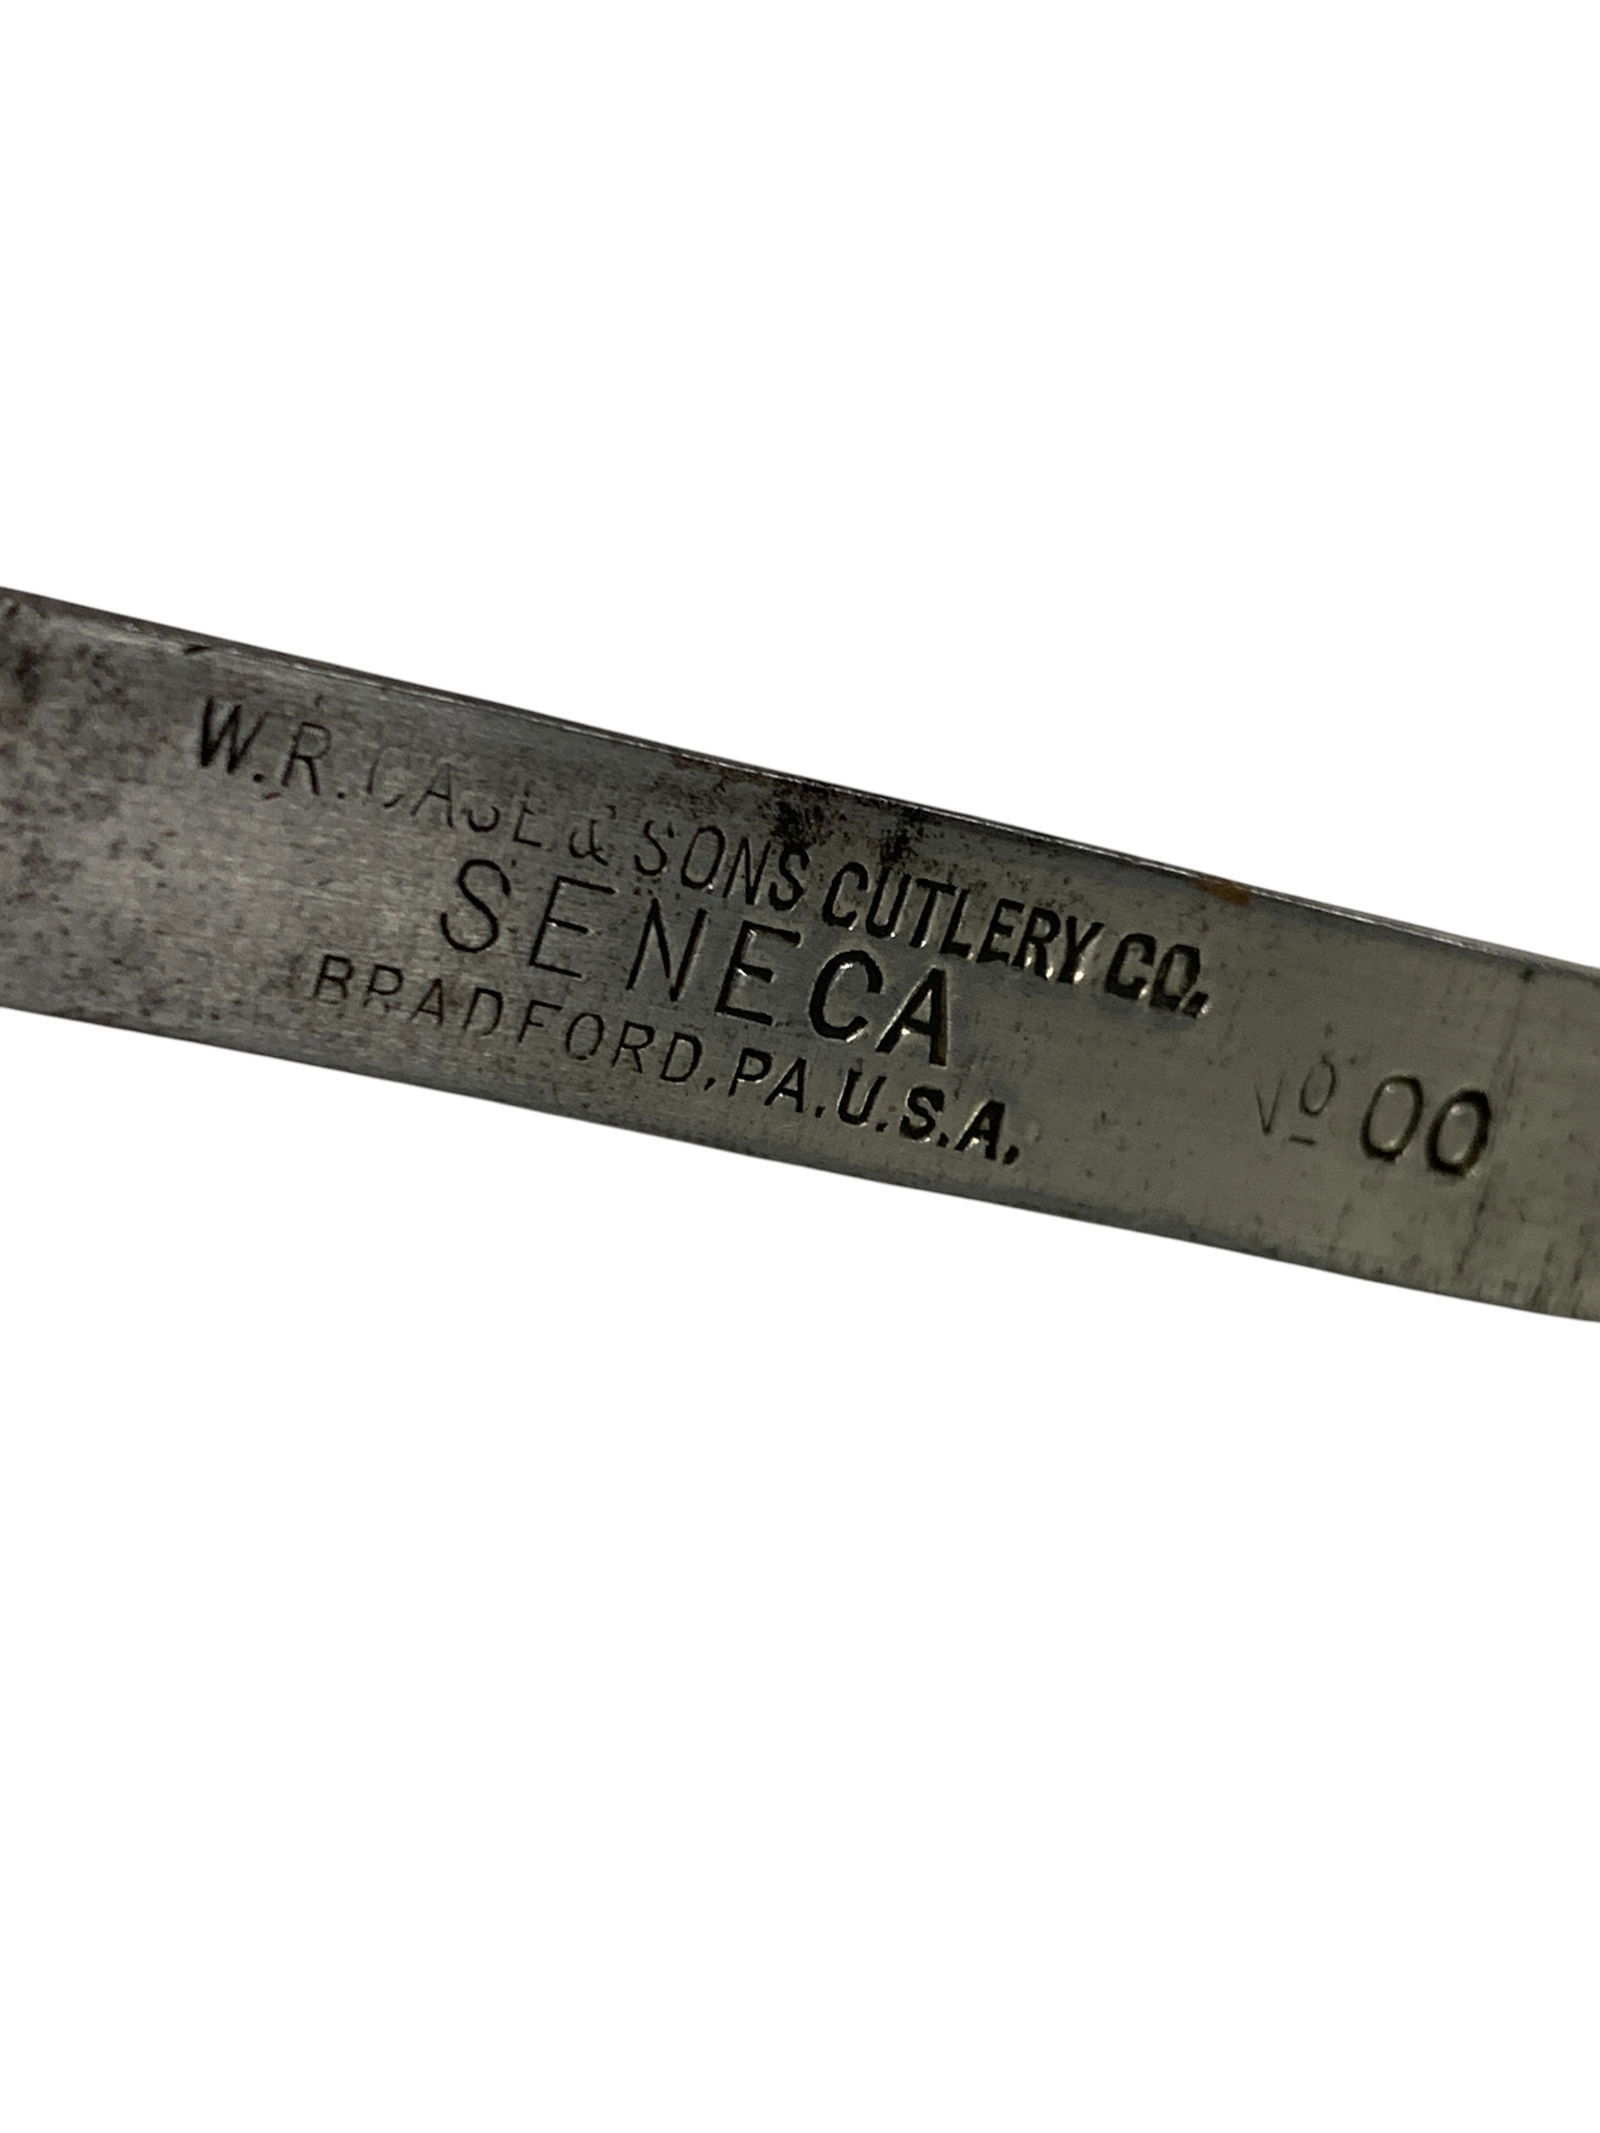 W.R. CASE & SONS CUTLERY CO.
SENECA
BRADFORD, PA. U.S.A.
Nº 00